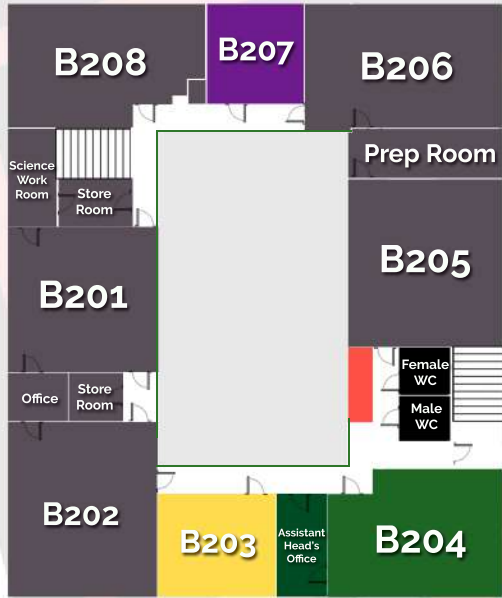 B208
B207
B206
Prep Room
Science
Work
Room
Store
Room
B205
B201
Female
WC
Office
Store
Room
Male
WC
B202
B203
Assistant
Head's
Office
B204